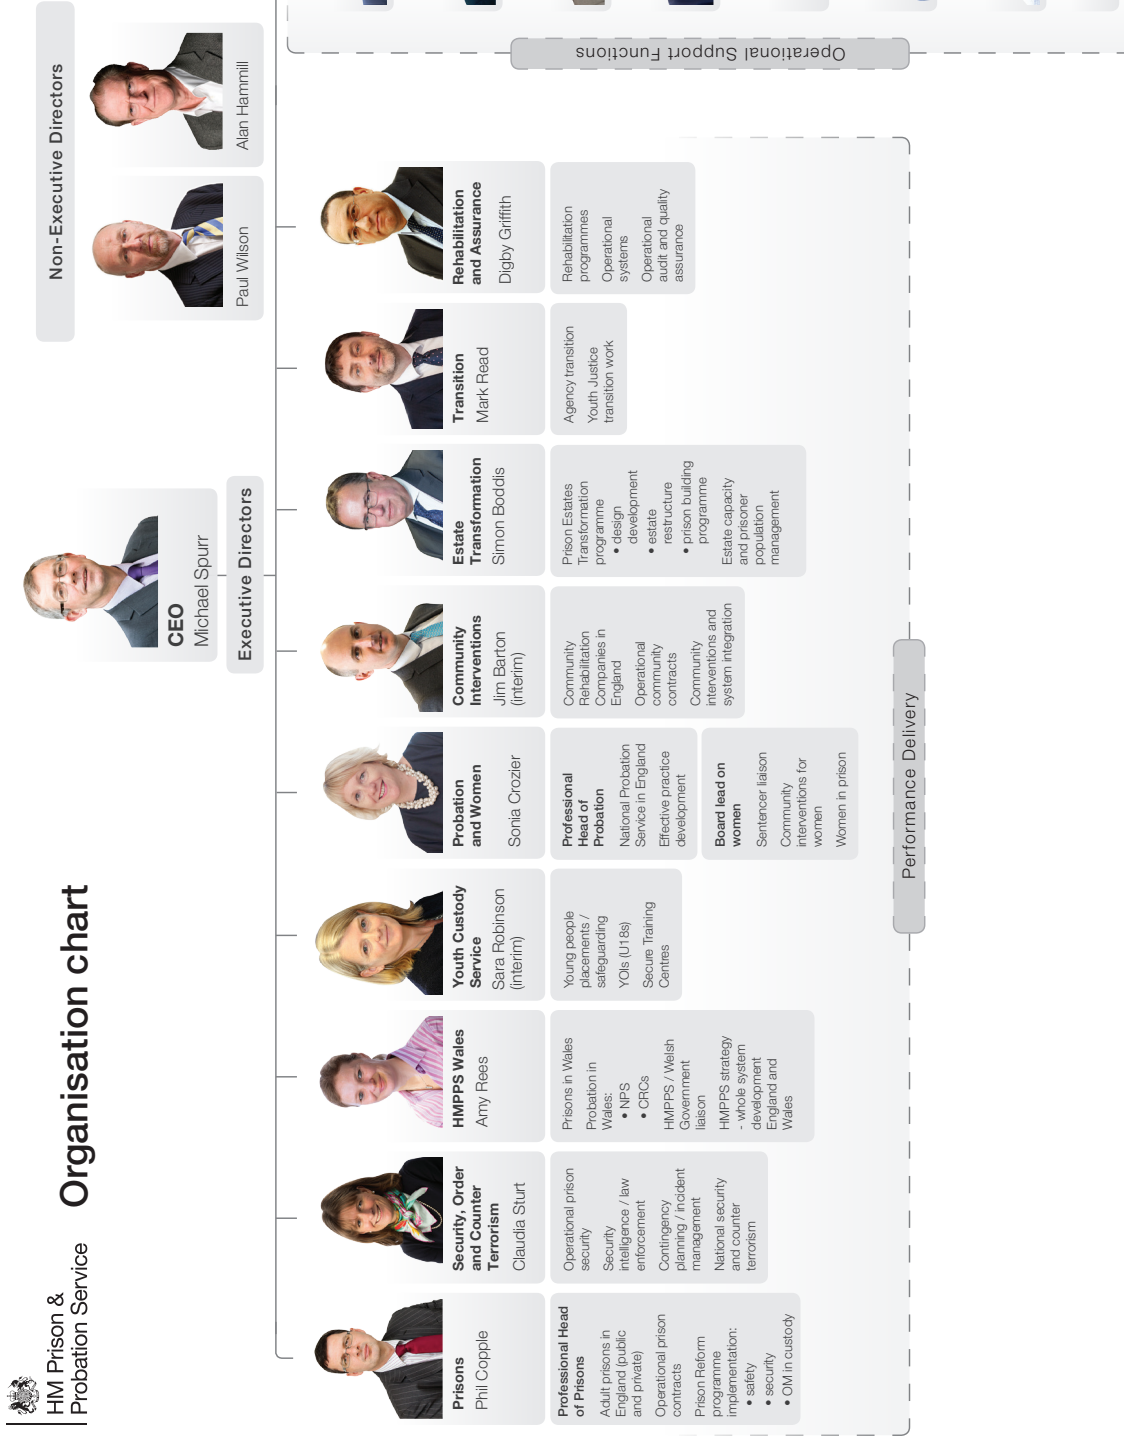 HM Prison &
Probation Service
Organisation chart
CEO
Michael Spurr
Executive Directors
Non-Executive Directors
Paul Wilson
Alan Hammill
Prisons
Phil Copple
Professional Head
of Prisons
Adult prisons in
England (public
and private)
Operational prison
contracts
Prison Reform
programme
implementation:
• safety
• security
• OM in custody
Security, Order
and Counter
Terrorism
Claudia Sturt
Operational prison
security
Security
intelligence / law
enforcement
Contingency
planning / incident
management
National security
and counter
terrorism
HMPPS Wales
Amy Rees
Prisons in Wales
Probation in
Wales:
• NPS
• CRCs
HMPPS / Welsh
Government
liaison
HMPPS strategy
- whole system
development
England and
Wales
Youth Custody
Service
Sara Robinson
(interim)
Young people
placements /
safeguarding
YOIs (U18s)
Secure Training
Centres
Probation
and Women
Sonia Crozier
Professional
Head of
Probation
National Probation
Service in England
Effective practice
development
Board lead on
women
Sentencer liaison
Community
interventions for
women
Women in prison
Community
Interventions
Jim Barton
(interim)
Community
Rehabilitation
Companies in
England
Operational
community
contracts
Community
interventions and
system integration
Estate
Transformation
Simon Boddis
Prison Estates
Transformation
programme
• design
development
• estate
restructure
• prison building
programme
Estate capacity
and prisoner
population
management
Transition
Mark Read
Agency transition
Youth Justice
transition work
Rehabilitation
and Assurance
Digby Griffith
Rehabilitation
programmes
Operational
systems
Operational
audit and quality
assurance
Performance Delivery
Operational Support Functions